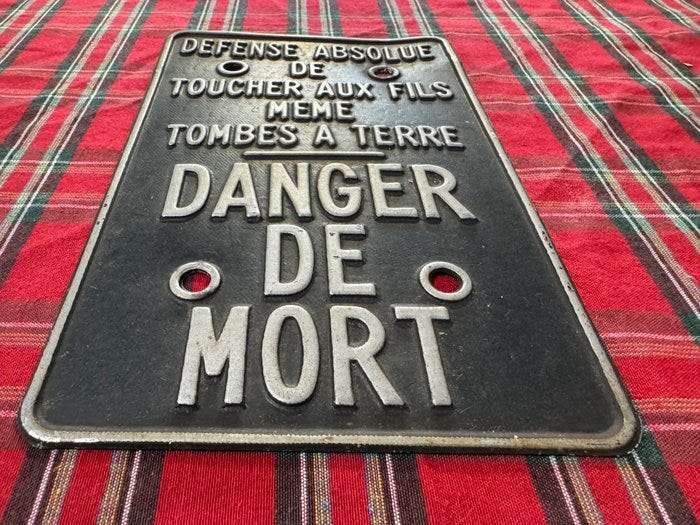 DEFENSE ABSOLUE
DE
TOUCHER AUX FILS
MEME
TOMBES A TERRE
DANGER
DE
MORT